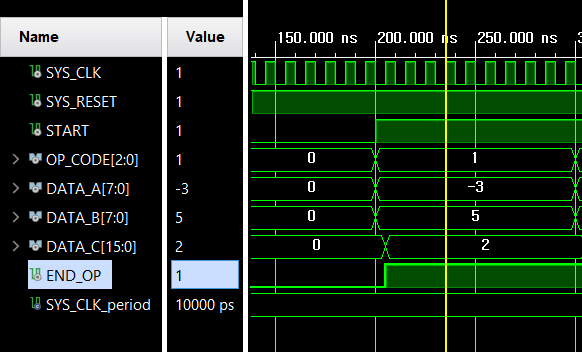 Name Value 150.000 ns 200.000 ns 250.000 ns
SYS_CLK 1
SYS_RESET 1
START 1
OP_CODE[2:0] 1 0 1
DATA_A[7:0] -3 0 -3
DATA_B[7:0] 5 0 5
DATA_C[15:0] 2 0 2
END_OP 1
SYS_CLK_period 10000 ps